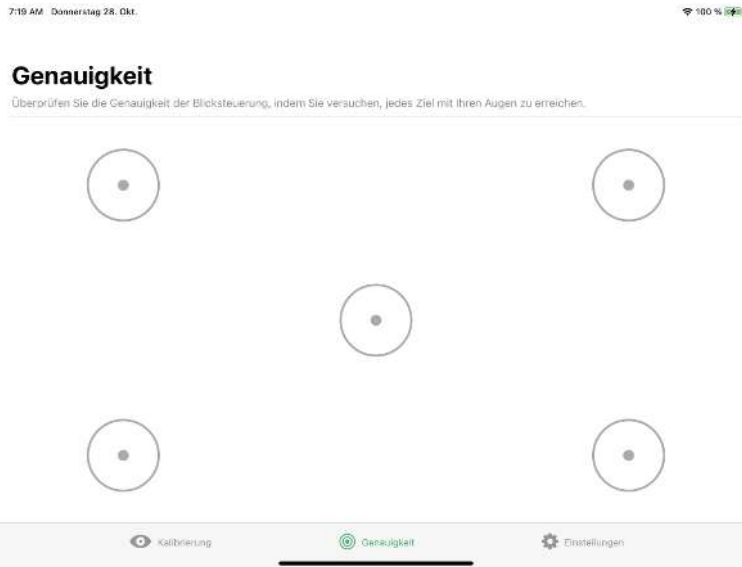 7:19 AM Donnerstag 28. Okt. 100 %
Genauigkeit
Überprüfen Sie die Genauigkeit der Blicksteuerung, indem Sie versuchen, jedes Ziel mit Ihren Augen zu erreichen.
Kalibrierung Genauigkeit Einstellungen